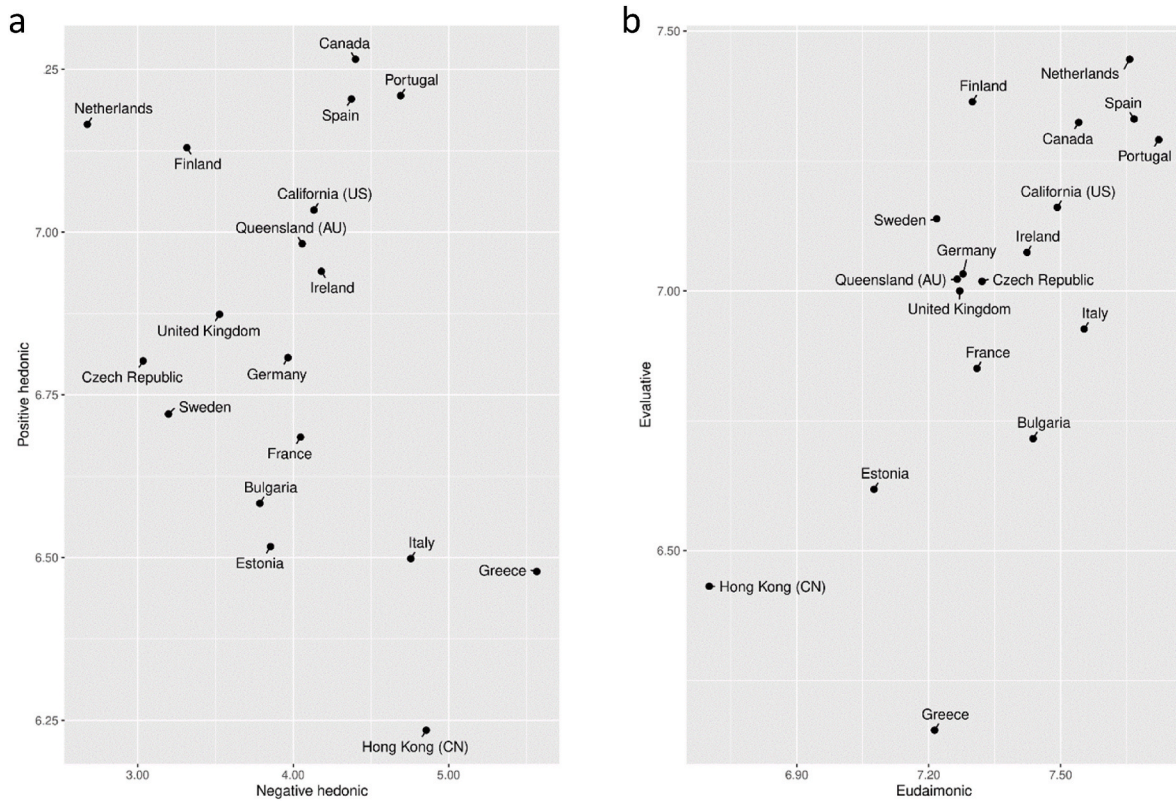 a
Canada
25
Portugal
Netherlands
Spain
Finland
California (US)
Queensland (AU)
7.00
Ireland
United Kingdom
Czech Republic
Germany
6.75
Sweden
Positive hedonic
France
Bulgaria
Italy
6.50
Estonia
Greece
6.25
Hong Kong (CN)
3.00 4.00 5.00
Negative hedonic
b
7.50
Netherlands
Finland
Spain
Canada
Portugal
California (US)
Sweden
Ireland
Germany
Queensland (AU)
Czech Republic
7.00
United Kingdom
Italy
France
Evaluative
Bulgaria
Estonia
6.50
Hong Kong (CN)
Greece
6.90 7.20 7.50
Eudaimonic